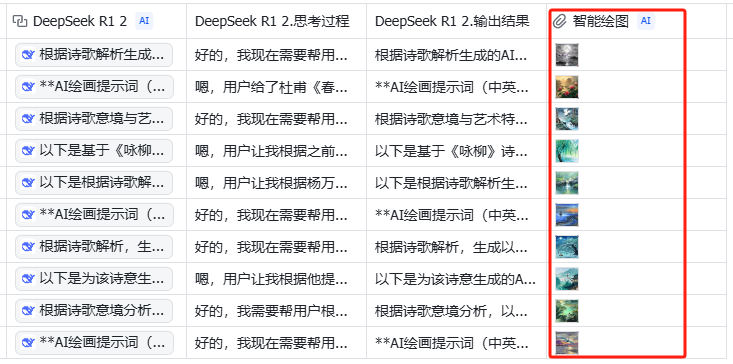 DeepSeek R1 2 AI DeepSeek R1 2.思考过程 DeepSeek R1 2.输出结果 智能绘图 AI
根据诗歌解析生成... 好的，我现在需要帮用... 根据诗歌解析生成的AI...
**AI绘画提示词（... 嗯，用户给了杜甫《春... **AI绘画提示词（中英...
根据诗歌意境与艺... 好的，我现在需要帮用... 根据诗歌意境与艺术特...
以下是基于《咏柳... 嗯，用户让我根据之前... 以下是基于《咏柳》诗...
以下是根据诗歌解... 嗯，用户让我根据杨万... 以下是根据诗歌解析生...
**AI绘画提示词（... 好的，我现在需要帮用... **AI绘画提示词（中英...
根据诗歌解析，生... 好的，我现在需要帮用... 根据诗歌解析，生成以...
以下是为该诗意生... 嗯，用户让我根据他提... 以下是为该诗意生成的A...
根据诗歌意境分析... 好的，我需要帮用户根... 根据诗歌意境分析，以...
**AI绘画提示词（... 好的，我现在需要帮用... **AI绘画提示词（中英...